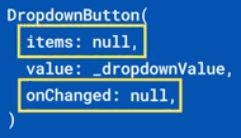 DropdownButton(
items: null,
value: _dropdownValue,
onChanged: null,
)